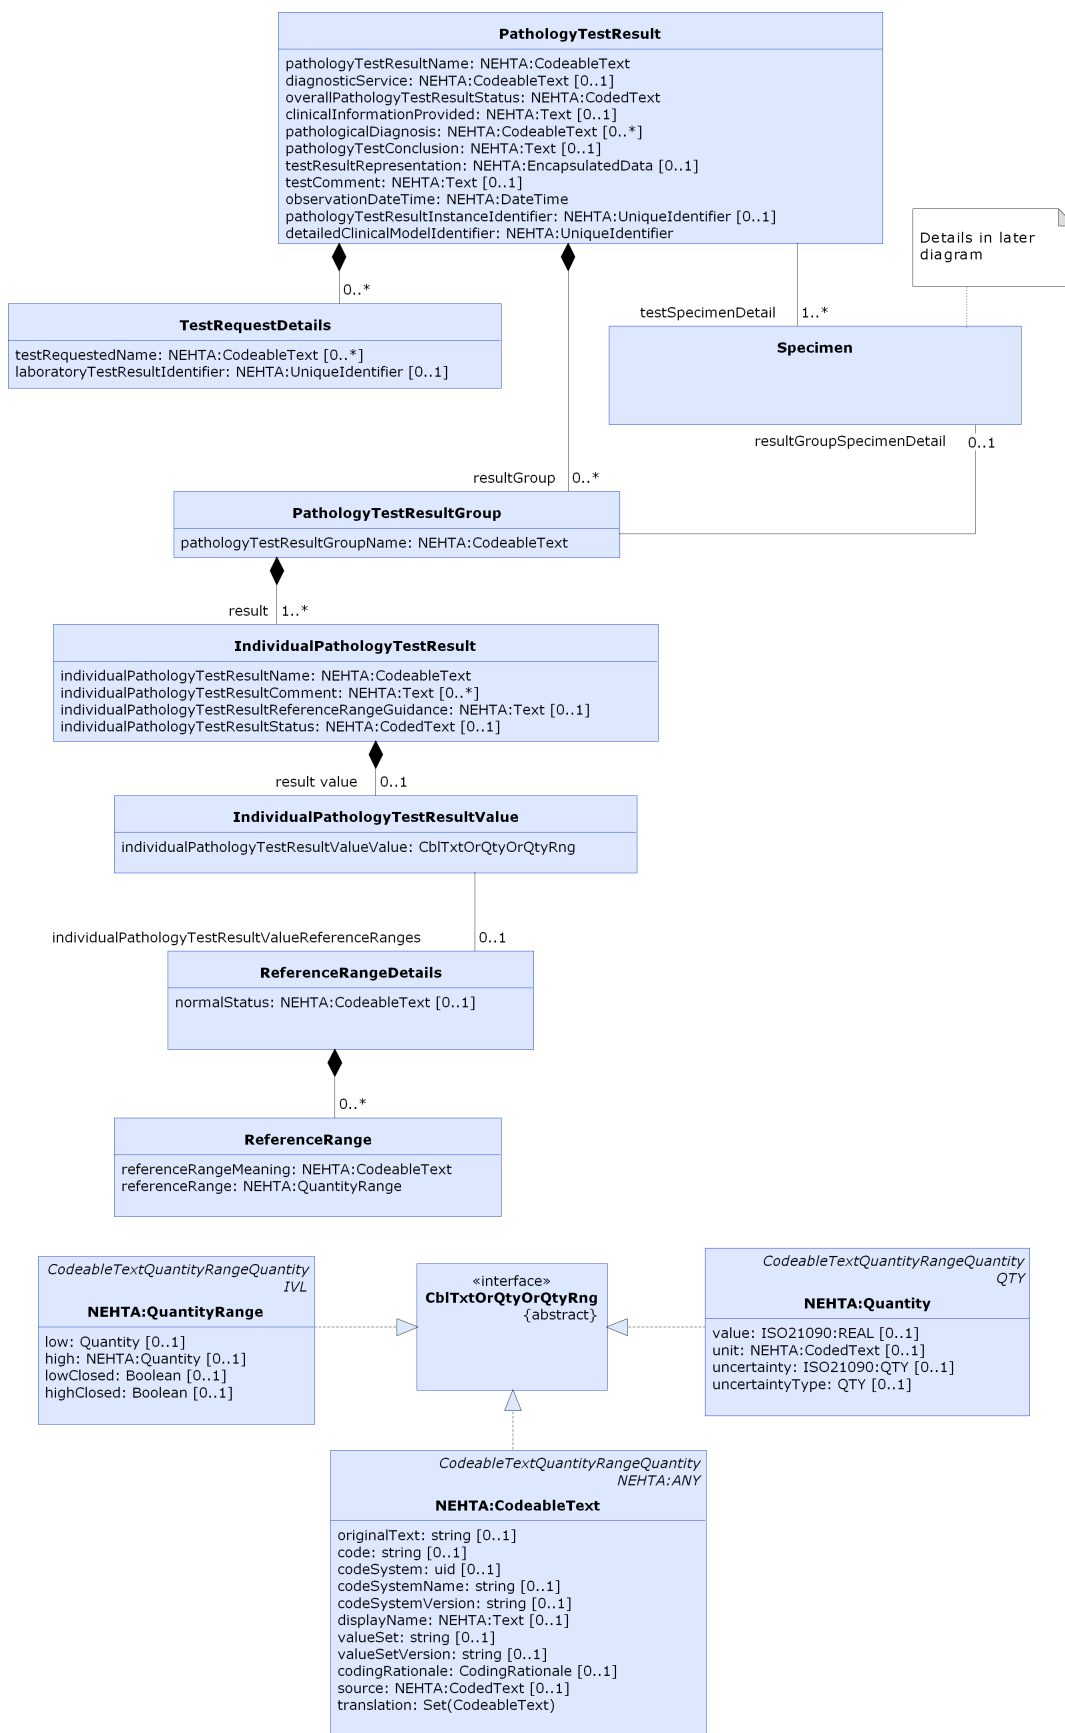 PathologyTestResult
pathologyTestResultName: NEHTA:CodeableText
diagnosticService: NEHTA:CodeableText [0..1]
overallPathologyTestResultStatus: NEHTA:CodedText
clinicalInformationProvided: NEHTA:Text [0..1]
pathologicalDiagnosis: NEHTA:CodeableText [0..*]
pathologyTestConclusion: NEHTA:Text [0..1]
testResultRepresentation: NEHTA:EncapsulatedData [0..1]
testComment: NEHTA:Text [0..1]
observationDateTime: NEHTA:DateTime
pathologyTestResultInstanceIdentifier: NEHTA:UniqueIdentifier [0..1]
detailedClinicalModelIdentifier: NEHTA:UniqueIdentifier
Details in later
diagram
0..*
testSpecimenDetail 1..*
TestRequestDetails
testRequestedName: NEHTA:CodeableText [0..*]
laboratoryTestResultIdentifier: NEHTA:UniqueIdentifier [0..1]
Specimen
resultGroupSpecimenDetail 0..1
resultGroup 0..*
PathologyTestResultGroup
pathologyTestResultGroupName: NEHTA:CodeableText
result 1..*
IndividualPathologyTestResult
individualPathologyTestResultName: NEHTA:CodeableText
individualPathologyTestResultComment: NEHTA:Text [0..*]
individualPathologyTestResultReferenceRangeGuidance: NEHTA:Text [0..1]
individualPathologyTestResultStatus: NEHTA:CodedText [0..1]
result value 0..1
IndividualPathologyTestResultValue
individualPathologyTestResultValueValue: CblTxtOrQtyOrQtyRng
individualPathologyTestResultValueReferenceRanges 0..1
ReferenceRangeDetails
normalStatus: NEHTA:CodeableText [0..1]
0..*
ReferenceRange
referenceRangeMeaning: NEHTA:CodeableText
referenceRange: NEHTA:QuantityRange
CodeableTextQuantityRangeQuantity
IVL
NEHTA:QuantityRange
low: Quantity [0..1]
high: NEHTA:Quantity [0..1]
lowClosed: Boolean [0..1]
highClosed: Boolean [0..1]
«interface»
CblTxtOrQtyOrQtyRng
{abstract}
CodeableTextQuantityRangeQuantity
QTY
NEHTA:Quantity
value: ISO21090:REAL [0..1]
unit: NEHTA:CodedText [0..1]
uncertainty: ISO21090:QTY [0..1]
uncertaintyType: QTY [0..1]
CodeableTextQuantityRangeQuantity
NEHTA:ANY
NEHTA:CodeableText
originalText: string [0..1]
code: string [0..1]
codeSystem: uid [0..1]
codeSystemName: string [0..1]
codeSystemVersion: string [0..1]
displayName: NEHTA:Text [0..1]
valueSet: string [0..1]
valueSetVersion: string [0..1]
codingRationale: CodingRationale [0..1]
source: NEHTA:CodedText [0..1]
translation: Set(CodeableText)